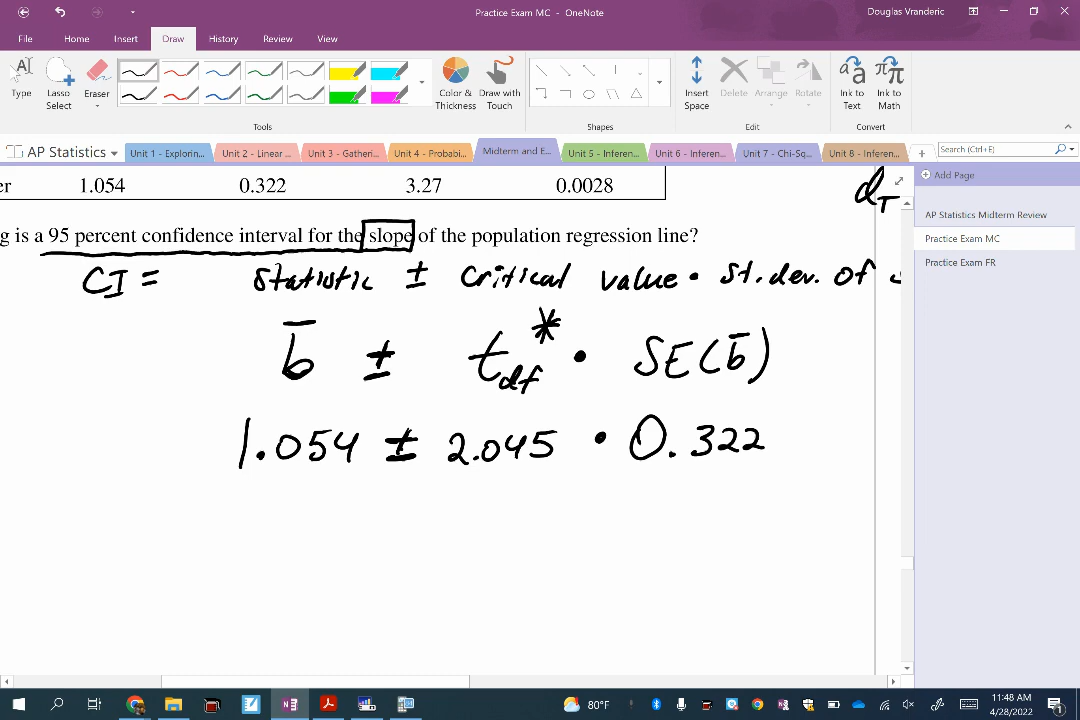 Practice Exam MC - OneNote
Douglas Vranderic
File Home Insert Draw History Review View
Type
Lasso Select
Eraser
Color & Thickness
Draw with Touch
Insert Space
Delete
Arrange
Rotate
Ink to Text
Ink to Math
Tools
Shapes
Edit
Convert
AP Statistics
Unit 1 - Explorin...
Unit 2 - Linear ...
Unit 3 - Gatheri...
Unit 4 - Probabi...
Midterm and E...
Unit 5 - Inferen...
Unit 6 - Inferen...
Unit 7 - Chi-Sq...
Unit 8 - Inferen...
Search (Ctrl+E)
Add Page
AP Statistics Midterm Review
Practice Exam MC
Practice Exam FR
er 1.054 0.322 3.27 0.0028
g is a 95 percent confidence interval for the slope of the population regression line?
CI = statistic ± critical value • st. dev. of
b̄ ± t*df • SE(b̄)
1.054 ± 2.045 • 0.322
80°F
11:48 AM
4/28/2022